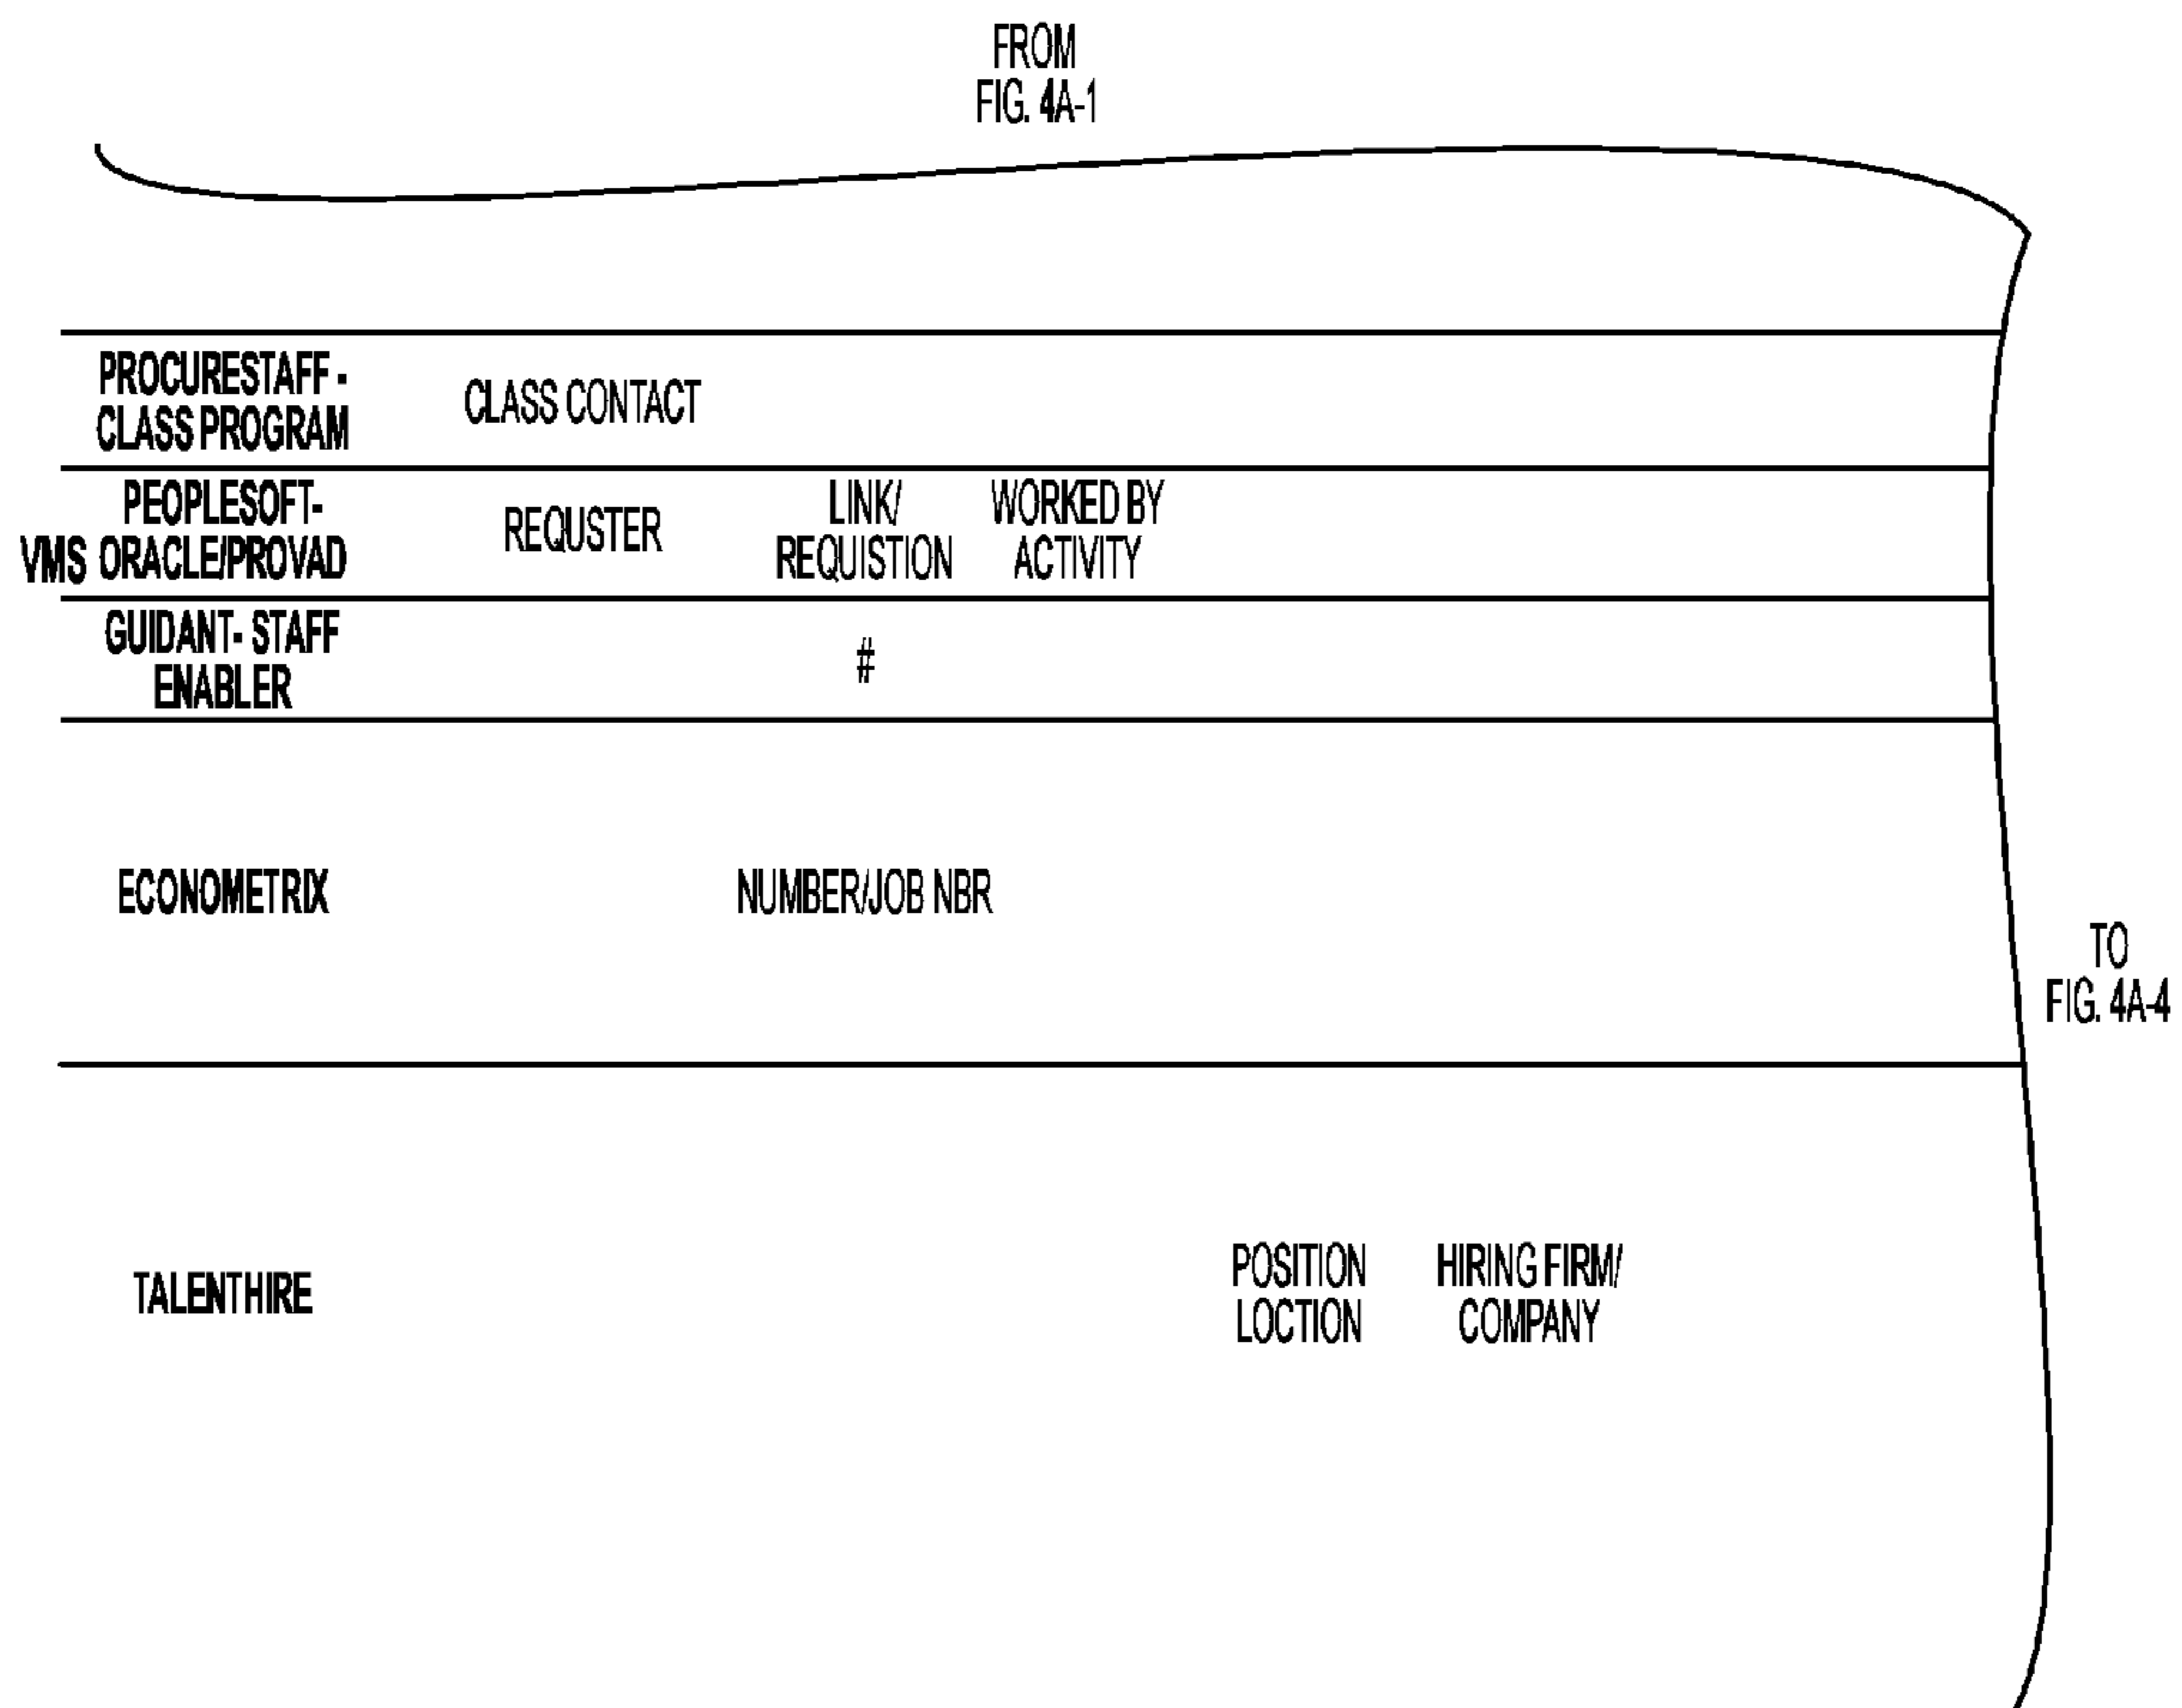 FROM
FIG. 4A-1
PROCURESTAFF -
CLASS PROGRAM
CLASS CONTACT
PEOPLESOFT-
VMS ORACLE/PROVAD
REQUSTER
LINK/
REQUISTION
WORKED BY
ACTIVITY
GUIDANT- STAFF
ENABLER
#
ECONOMETRIX
NUMBER/JOB NBR
TO
FIG. 4A-4
TALENTHIRE
POSITION
LOCTION
HIRING FIRM/
COMPANY